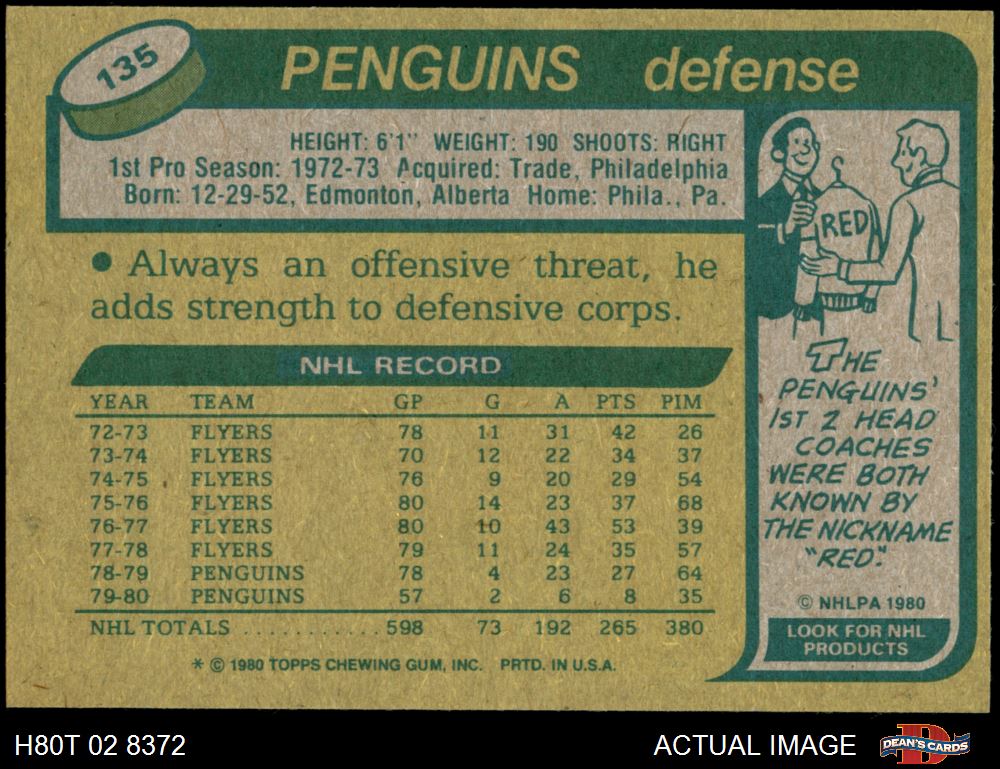 135
PENGUINS defense
HEIGHT: 6'1" WEIGHT: 190 SHOOTS: RIGHT
1st Pro Season: 1972-73 Acquired: Trade, Philadelphia
Born: 12-29-52, Edmonton, Alberta Home: Phila., Pa.
• Always an offensive threat, he
adds strength to defensive corps.
NHL RECORD
YEAR TEAM GP G A PTS PIM
72-73 FLYERS 78 11 31 42 26
73-74 FLYERS 70 12 22 34 37
74-75 FLYERS 76 9 20 29 54
75-76 FLYERS 80 14 23 37 68
76-77 FLYERS 80 10 43 53 39
77-78 FLYERS 79 11 24 35 57
78-79 PENGUINS 78 4 23 27 64
79-80 PENGUINS 57 2 6 8 35
NHL TOTALS ........... 598 73 192 265 380
* © 1980 TOPPS CHEWING GUM, INC. PRTD. IN U.S.A.
RED
THE
PENGUINS'
1ST 2 HEAD
COACHES
WERE BOTH
KNOWN BY
THE NICKNAME
"RED."
© NHLPA 1980
LOOK FOR NHL
PRODUCTS
H80T 02 8372
ACTUAL IMAGE
D
DEAN'S CARDS